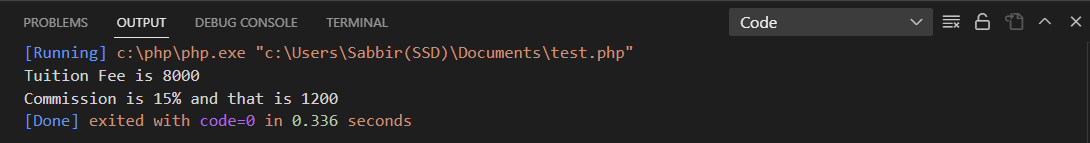 PROBLEMS OUTPUT DEBUG CONSOLE TERMINAL Code
[Running] c:\php\php.exe "c:\Users\Sabbir(SSD)\Documents\test.php"
Tuition Fee is 8000
Commission is 15% and that is 1200
[Done] exited with code=0 in 0.336 seconds